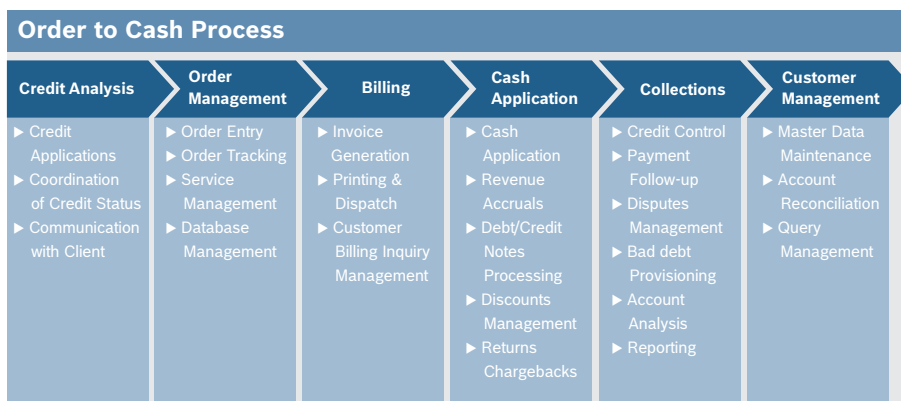 Order to Cash Process
Credit Analysis
Credit
Applications
Coordination
of Credit Status
Communication
with Client
Order
Management
Order Entry
Order Tracking
Service
Management
Database
Management
Billing
Invoice
Generation
Printing &
Dispatch
Customer
Billing Inquiry
Management
Cash
Application
Cash
Application
Revenue
Accruals
Debt/Credit
Notes
Processing
Discounts
Management
Returns
Chargebacks
Collections
Credit Control
Payment
Follow-up
Disputes
Management
Bad debt
Provisioning
Account
Analysis
Reporting
Customer
Management
Master Data
Maintenance
Account
Reconciliation
Query
Management